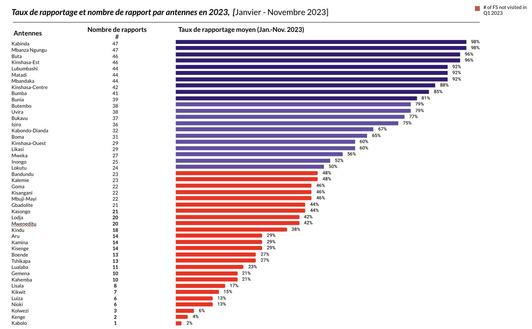 Taux de rapportage et nombre de rapport par antennes en 2023, [Janvier - Novembre 2023]
# of FS not visited in Q1 2023
Antennes
Nombre de rapports
#
Taux de rapportage moyen (Jan.-Nov. 2023)
Kabinda 47 98%
Mbanza Ngungu 47 98%
Buta 46 96%
Kinshasa-Est 46 96%
Lubumbashi 44 92%
Matadi 44 92%
Mbandaka 44 92%
Kinshasa-Centre 42 88%
Bumba 41 85%
Bunia 39 81%
Butembo 38 79%
Uvira 38 79%
Bukavu 37 77%
Isiro 36 75%
Kabondo-Dianda 32 67%
Boma 31 65%
Kinshasa-Ouest 29 60%
Likasi 29 60%
Mweka 27 56%
Inongo 25 52%
Lokutu 24 50%
Bandundu 23 48%
Kalemie 23 48%
Goma 22 46%
Kisangani 22 46%
Mbuji-Mayi 22 46%
Gbadolite 21 44%
Kasongo 21 44%
Lodja 20 42%
Mweneditu 20 42%
Kindu 18 38%
Aru 14 29%
Kamina 14 29%
Kisenge 14 29%
Boende 13 27%
Tshikapa 13 27%
Lualaba 11 23%
Gemena 10 21%
Kahemba 10 21%
Lisala 8 17%
Kikwit 7 15%
Luiza 6 13%
Nioki 6 13%
Kolwezi 3 6%
Kenge 2 4%
Kabalo 1 2%